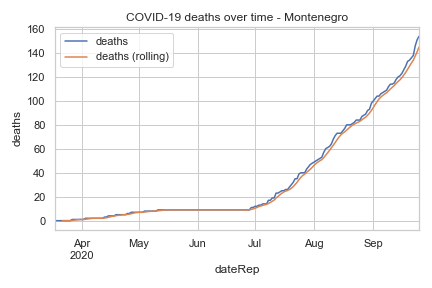 COVID-19 deaths over time - Montenegro
deaths
deaths (rolling)
160
140
120
100
80
60
40
20
0
deaths
Apr May Jun Jul Aug Sep
2020
dateRep